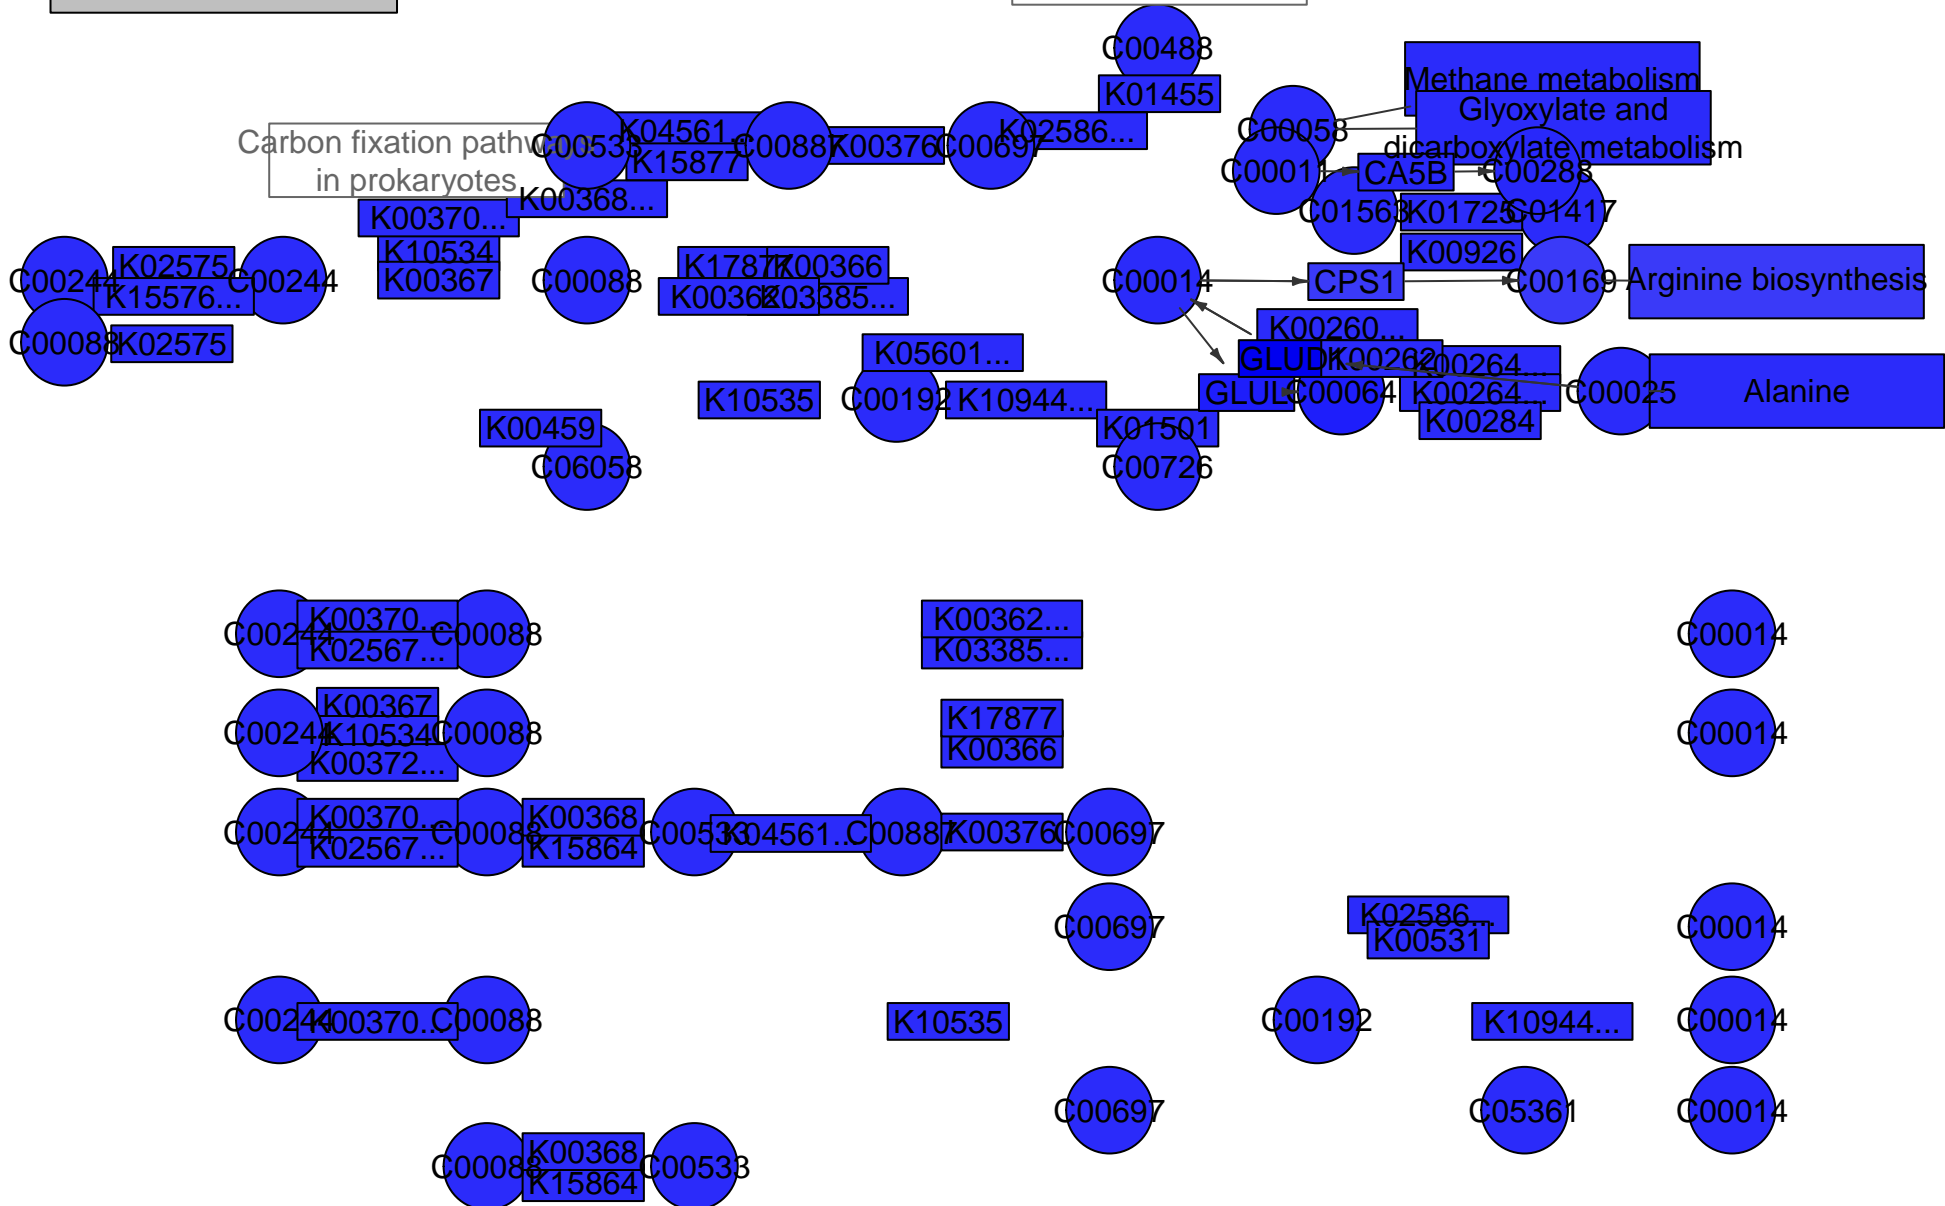 C00488
K01455
Methane metabolism
Glyoxylate and
dicarboxylate metabolism
C00058
Carbon fixation pathways
in prokaryotes
C00533
K04561...
K15877
C00887
K00376
C00697
K02586...
C00011
CA5B
C00288
C01563
K01725
C01417
K00368...
K00370...
K10534
K00367
K00926
C00244
K02575
K15576...
C00244
C00088
K17877
K00366
K00362...
K03385...
C00014
CPS1
C00169
Arginine biosynthesis
C00088
K02575
K05601...
K00260...
GLUD1
K00262
K00264...
K10535
C00192
K10944...
GLUL
C00064
K00264...
C00025
Alanine
K00284
K00459
K01501
C06058
C00726
C00244
K00370...
K02567...
C00088
K00362...
K03385...
C00014
C00244
K00367
K10534
K00372...
C00088
K17877
K00366
C00014
C00244
K00370...
K02567...
C00088
K00368
K15864
C00533
K04561...
C00887
K00376
C00697
C00697
K02586...
K00531
C00014
C00244
K00370...
C00088
K10535
C00192
K10944...
C00014
C00697
C05361
C00014
C00088
K00368
K15864
C00533